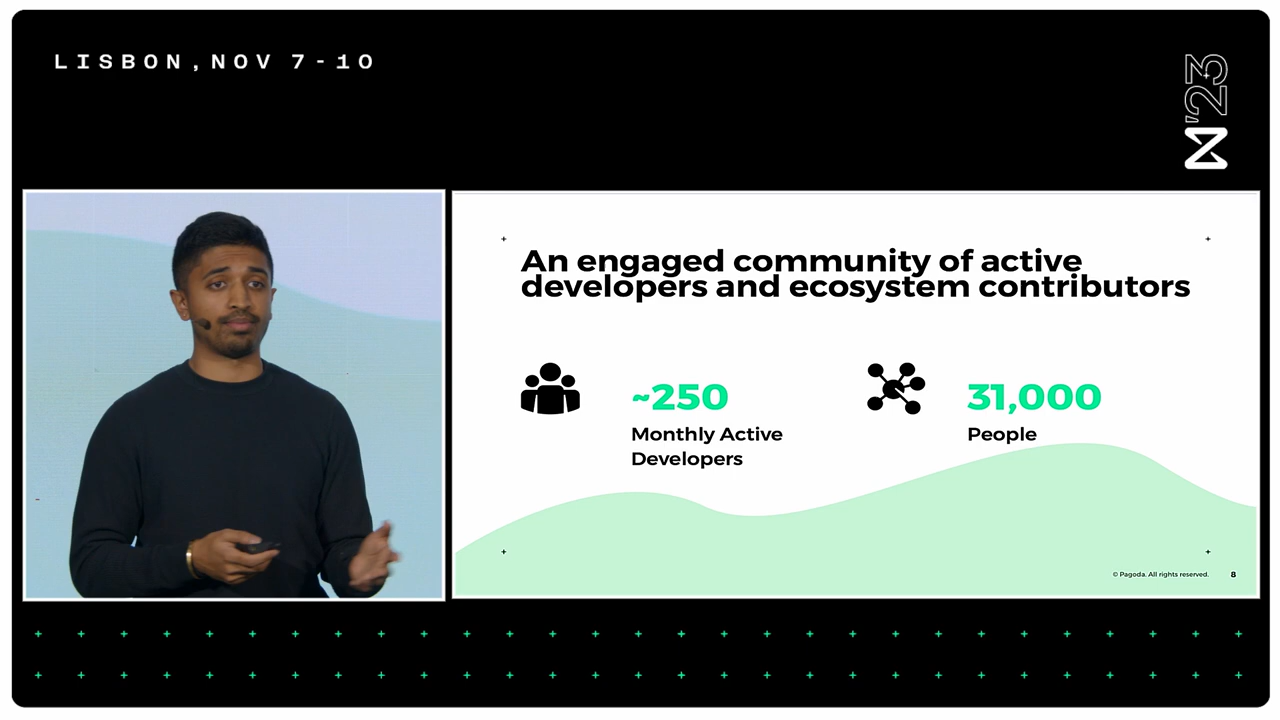 LISBON, NOV 7-10
'23
An engaged community of active
developers and ecosystem contributors
~250
Monthly Active
Developers
31,000
People
© Pagoda. All rights reserved.
8